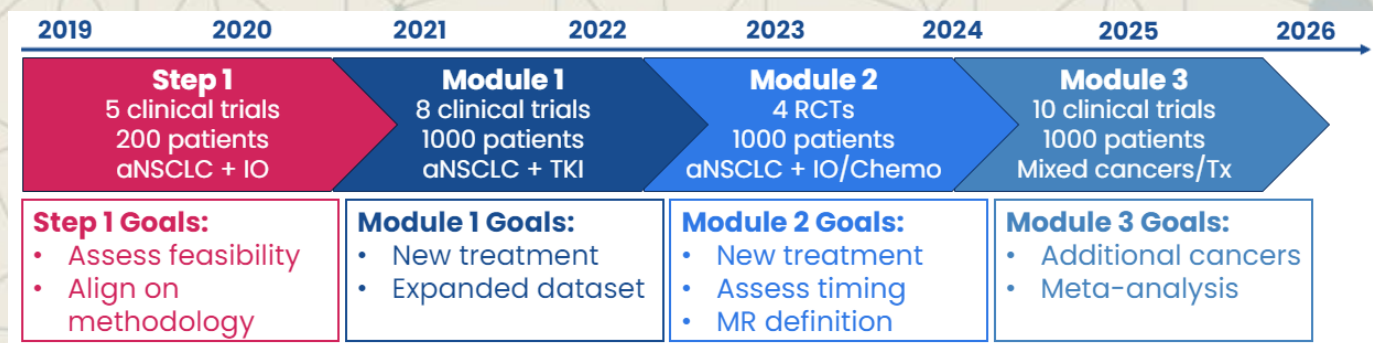 2019 2020 2021 2022 2023 2024 2025 2026
Step 1
5 clinical trials
200 patients
aNSCLC + IO
Module 1
8 clinical trials
1000 patients
aNSCLC + TKI
Module 2
4 RCTs
1000 patients
aNSCLC + IO/Chemo
Module 3
10 clinical trials
1000 patients
Mixed cancers/Tx
Step 1 Goals:
• Assess feasibility
• Align on
methodology
Module 1 Goals:
• New treatment
• Expanded dataset
Module 2 Goals:
• New treatment
• Assess timing
• MR definition
Module 3 Goals:
• Additional cancers
• Meta-analysis